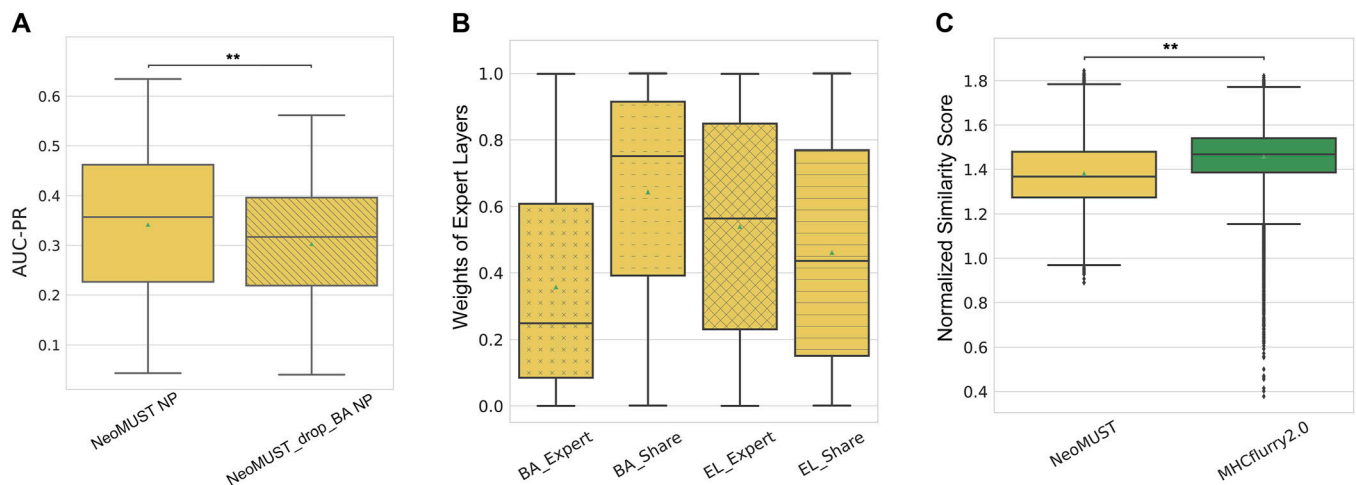 A
**
AUC-PR
0.6
0.5
0.4
0.3
0.2
0.1
NeoMUST NP
NeoMUST_drop_BA NP
B
Weights of Expert Layers
1.0
0.8
0.6
0.4
0.2
0.0
BA_Expert
BA_Share
EL_Expert
EL_Share
C
**
Normalized Similarity Score
1.8
1.6
1.4
1.2
1.0
0.8
0.6
0.4
NeoMUST
MHCflurry2.0